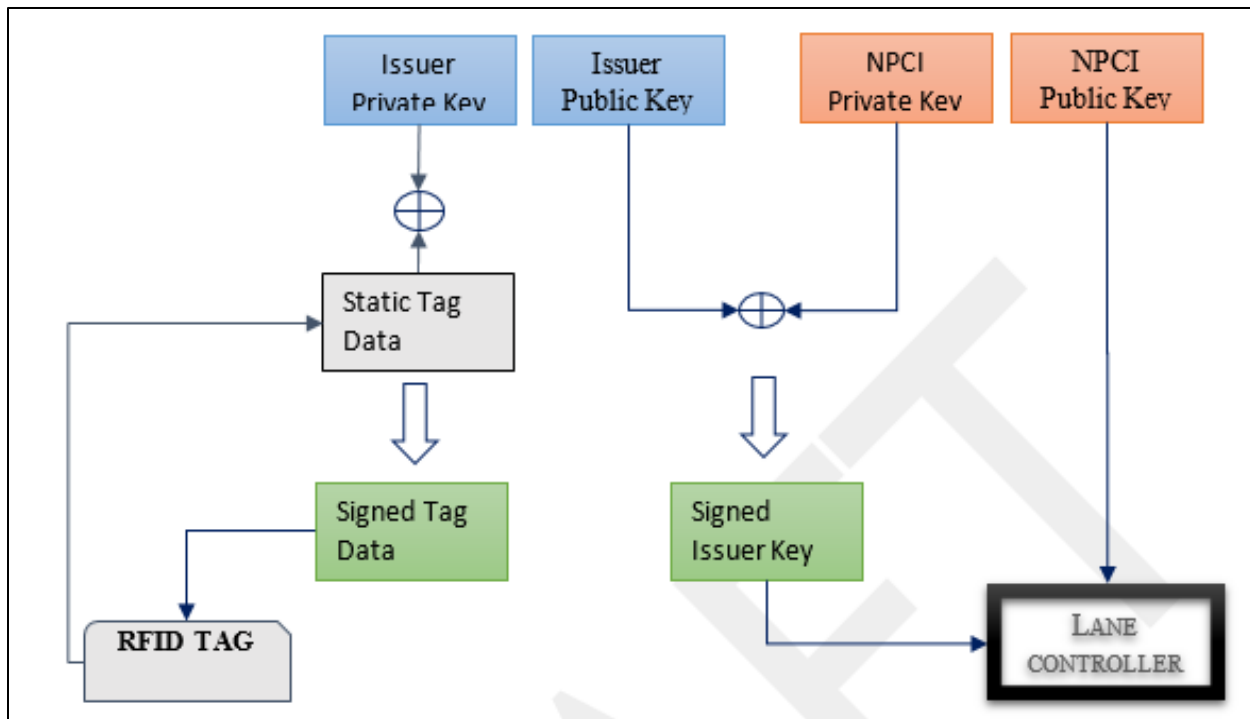 Issuer
Private Key
Issuer
Public Key
NPCI
Private Key
NPCI
Public Key
Static Tag
Data
Signed Tag
Data
Signed
Issuer Key
RFID TAG
LANE
CONTROLLER